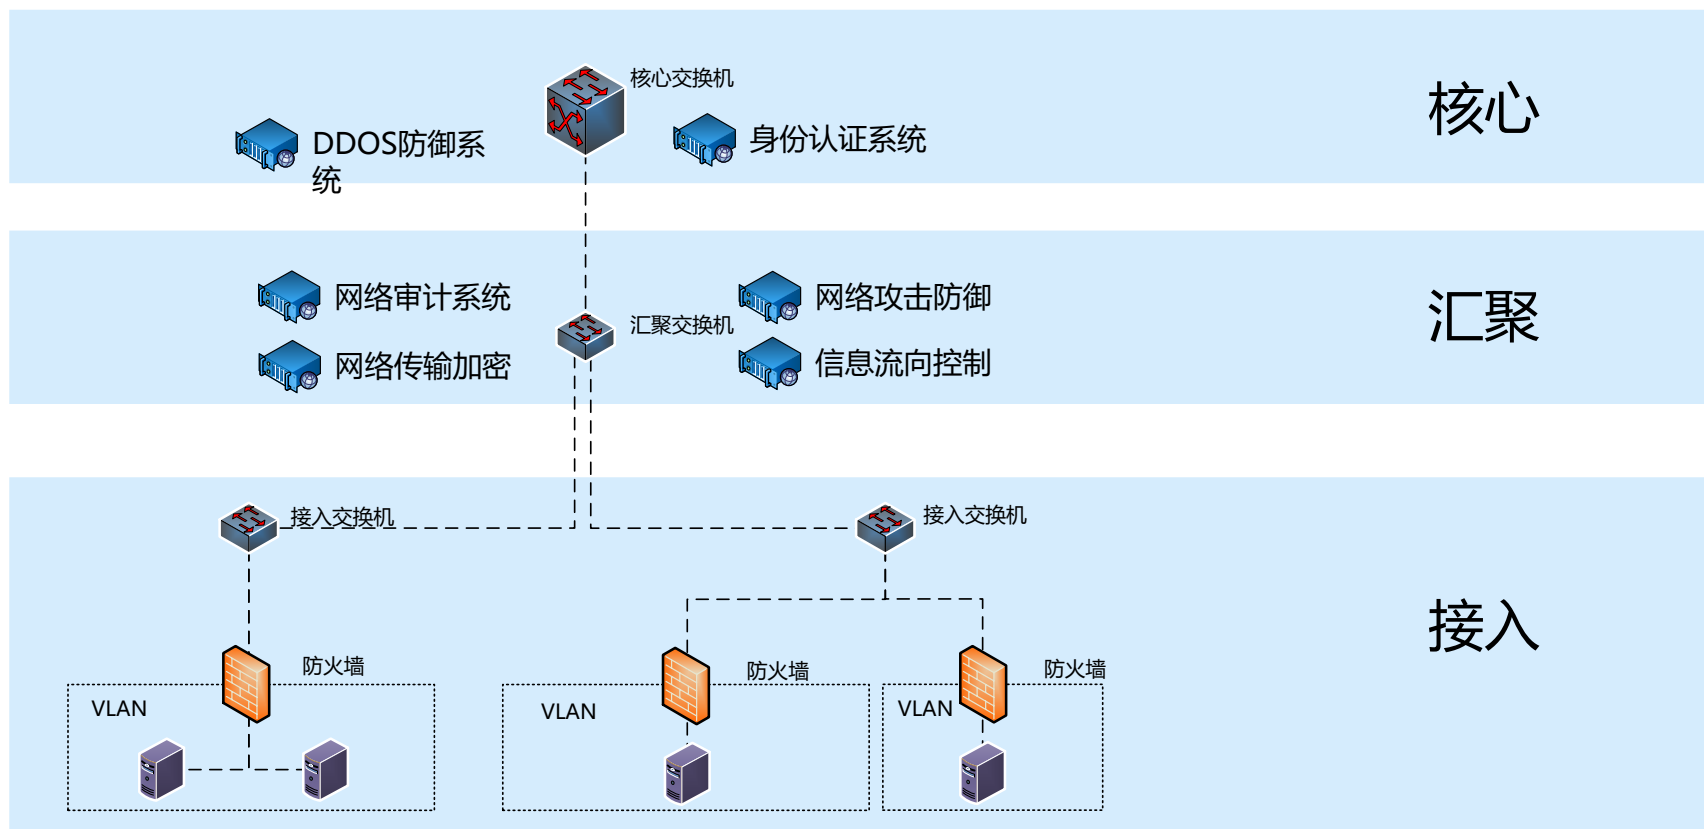 核心交换机
DDOS防御系
统
身份认证系统
核心
网络审计系统
网络攻击防御
汇聚交换机
网络传输加密
信息流向控制
汇聚
接入交换机
接入交换机
接入
防火墙
防火墙
防火墙
VLAN
VLAN
VLAN